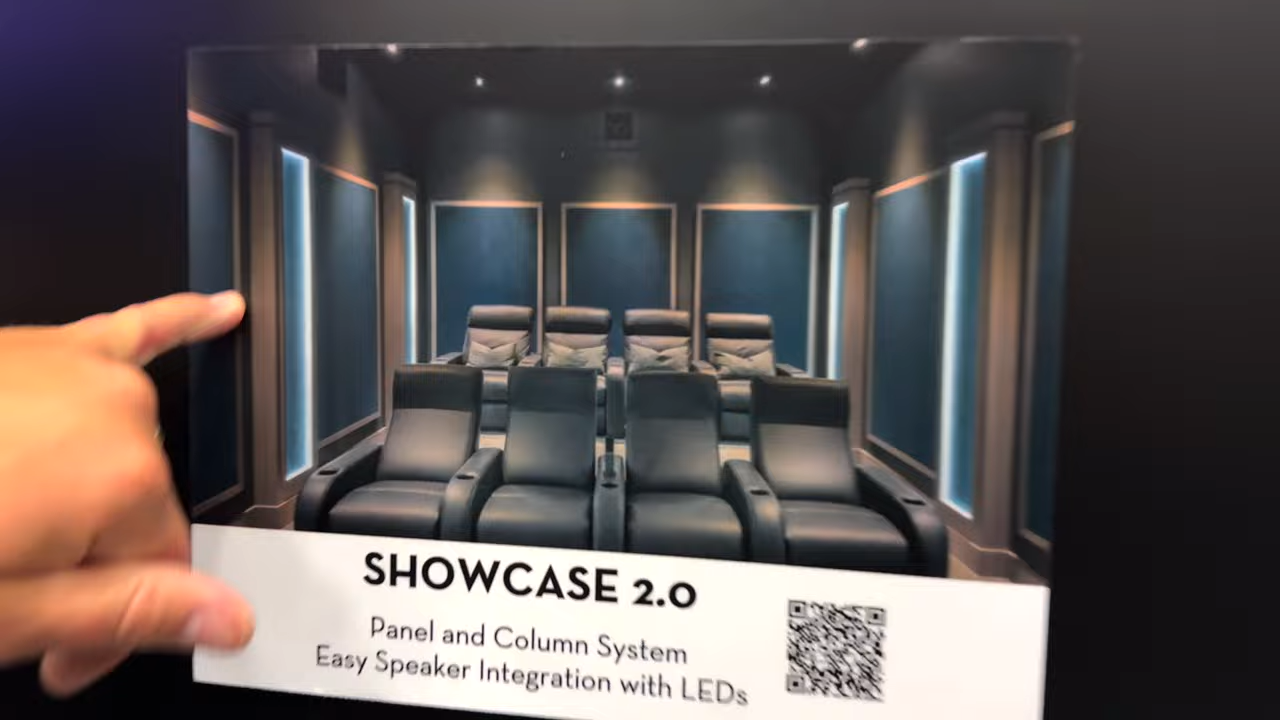 SHOWCASE 2.0
Panel and Column System
Easy Speaker Integration with LEDs